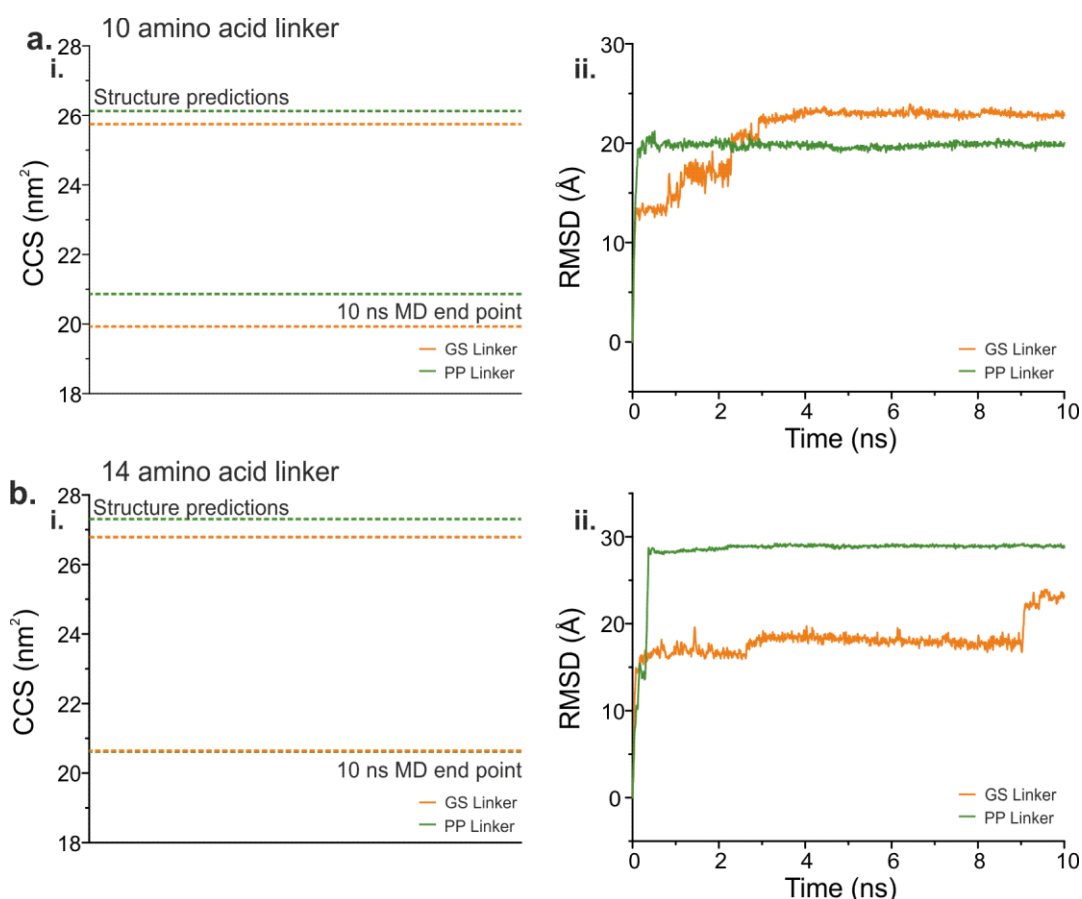 a.
10 amino acid linker
i.
28
26
24
22
20
18
CCS (nm²)
Structure predictions
10 ns MD end point
GS Linker
PP Linker
ii.
30
20
10
0
RMSD (Å)
GS Linker
PP Linker
0 2 4 6 8 10
Time (ns)
b.
14 amino acid linker
i.
28
26
24
22
20
18
CCS (nm²)
Structure predictions
10 ns MD end point
GS Linker
PP Linker
ii.
30
20
10
0
RMSD (Å)
GS Linker
PP Linker
0 2 4 6 8 10
Time (ns)